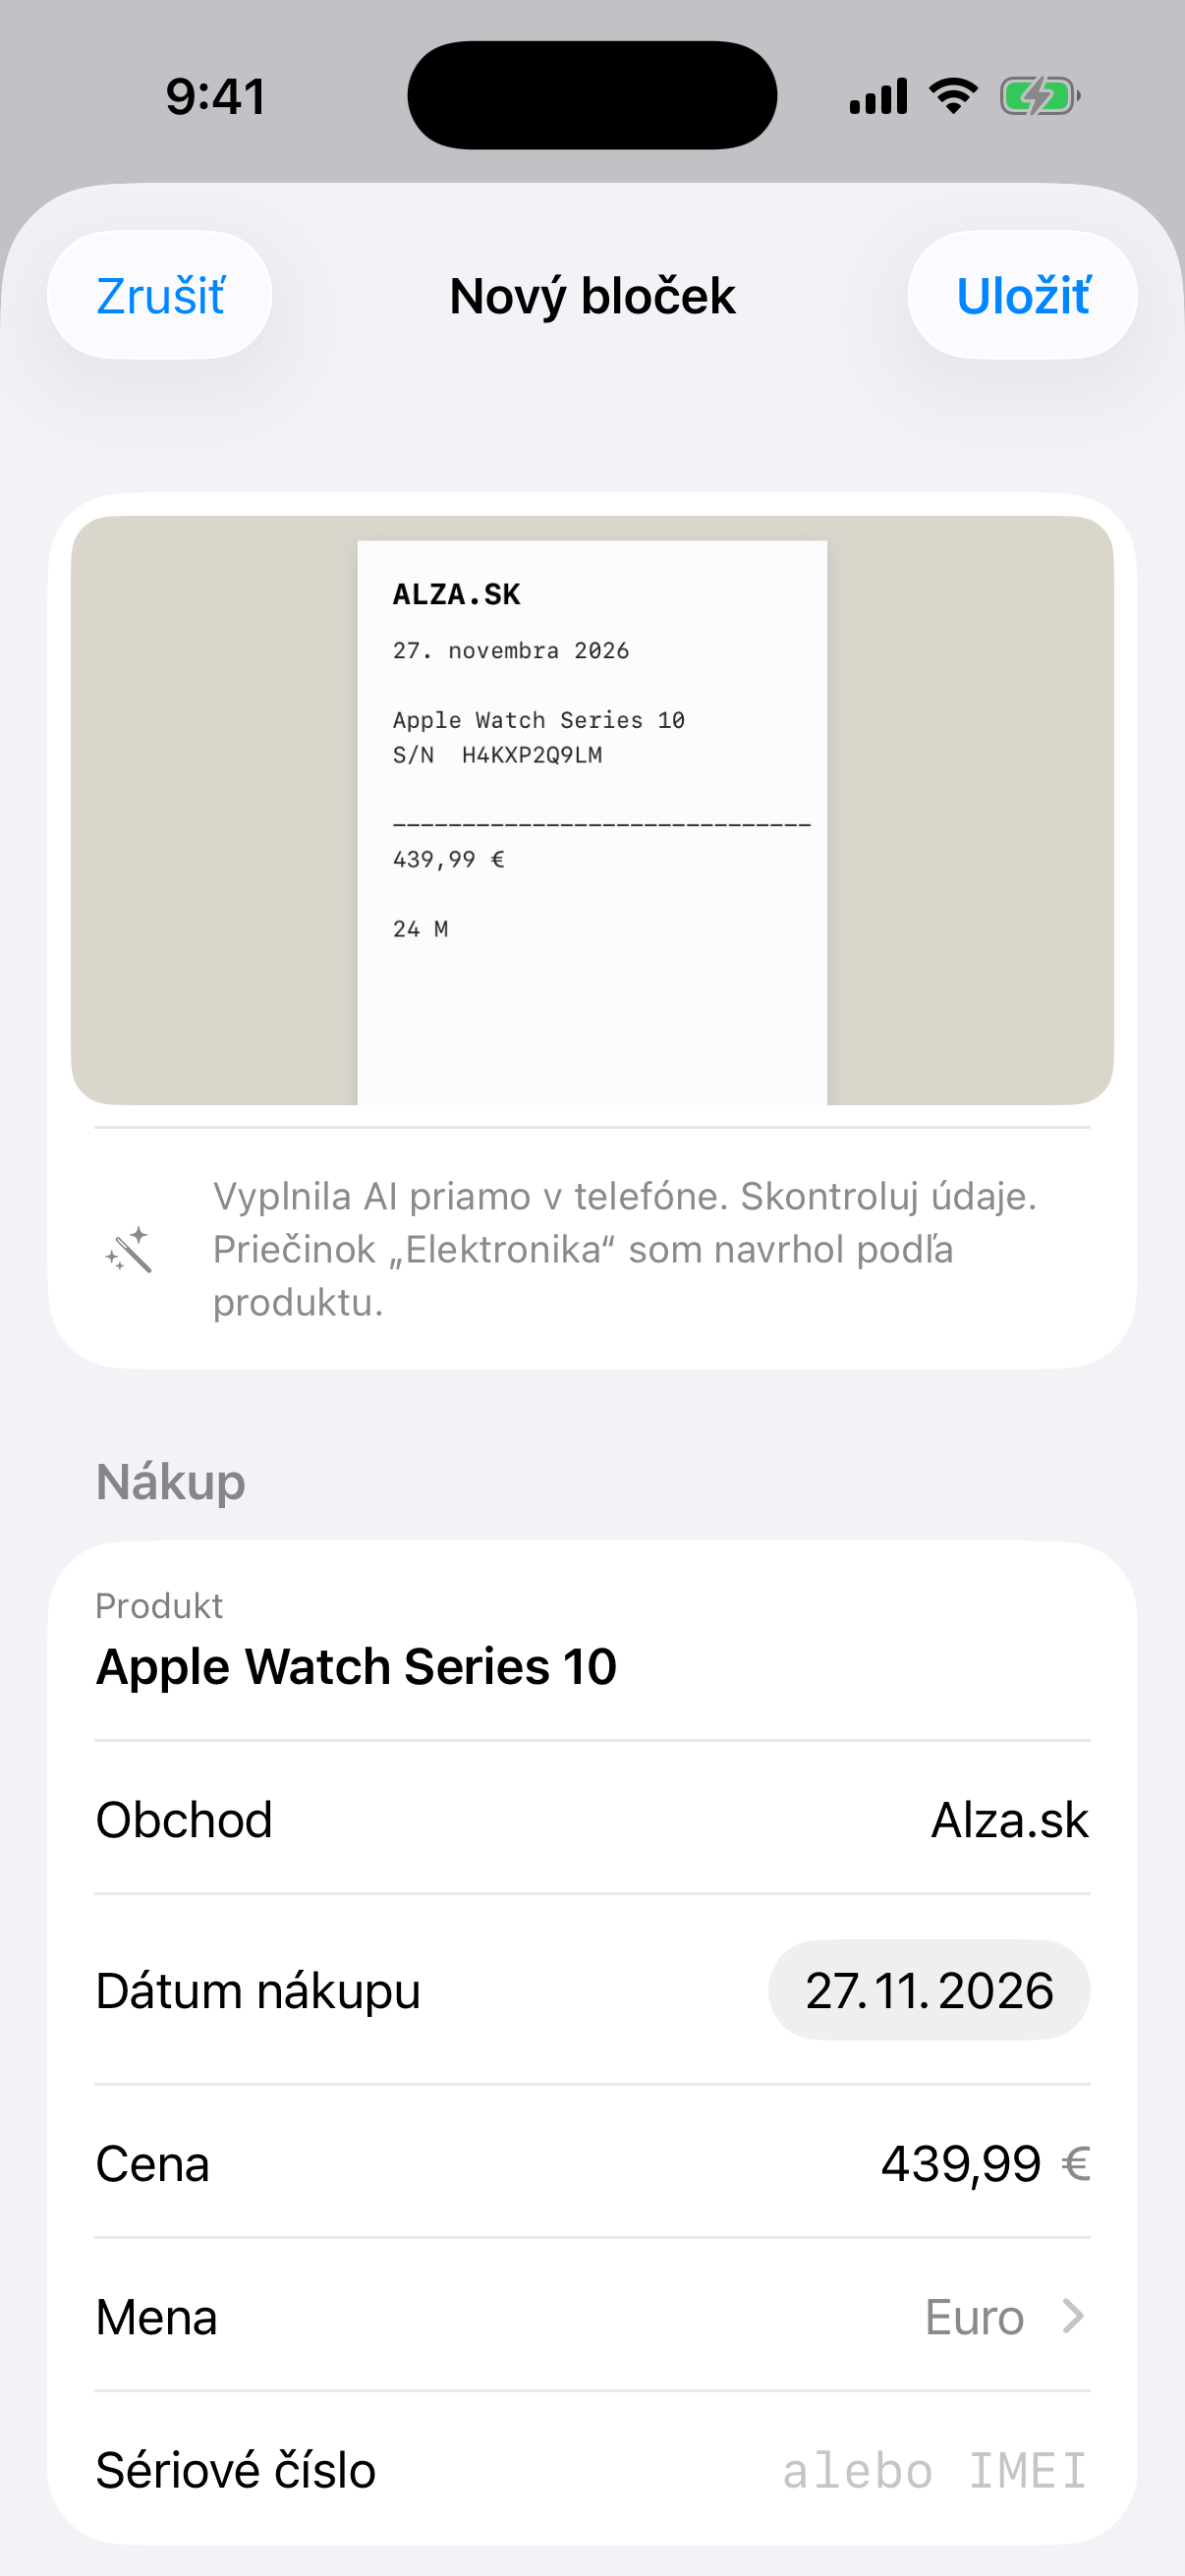 9:41
Zrušiť
Nový bloček
Uložiť
ALZA.SK
27. novembra 2026
Apple Watch Series 10
S/N H4KXP2Q9LM
______________________________
439,99 €
24 M
Vyplnila AI priamo v telefóne. Skontroluj údaje.
Priečinok „Elektronika“ som navrhol podľa
produktu.
Nákup
Produkt
Apple Watch Series 10
Obchod Alza.sk
Dátum nákupu 27. 11. 2026
Cena 439,99 €
Mena Euro
Sériové číslo alebo IMEI